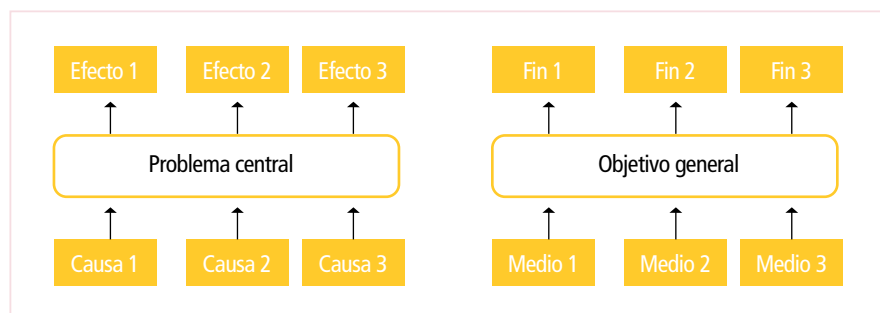 Efecto 1 Efecto 2 Efecto 3
Problema central
Causa 1 Causa 2 Causa 3
Fin 1 Fin 2 Fin 3
Objetivo general
Medio 1 Medio 2 Medio 3